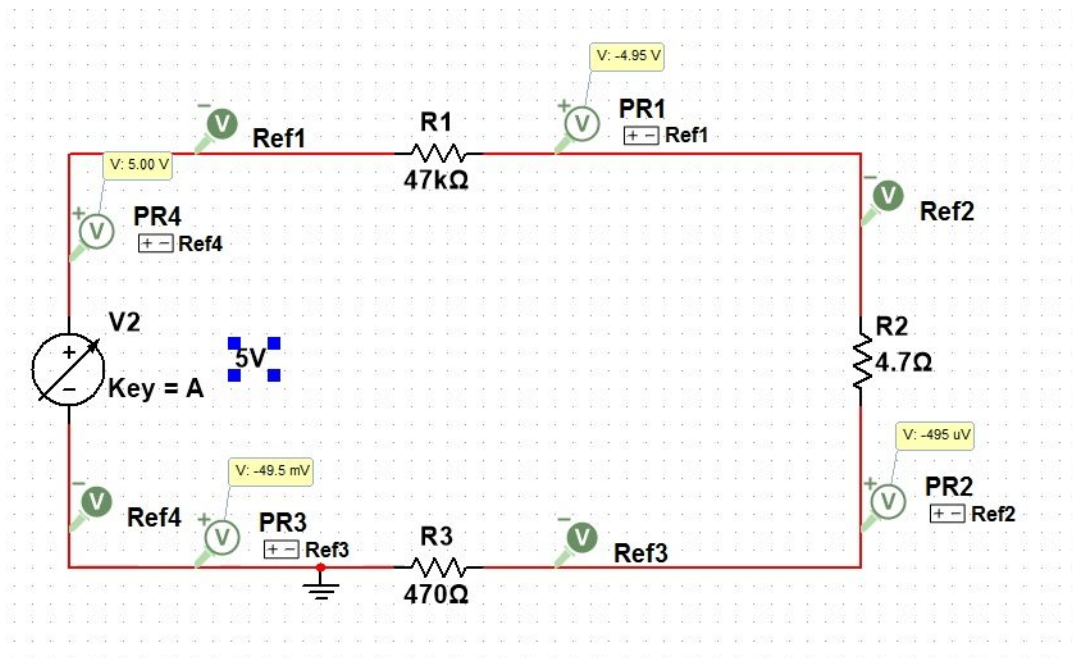 V: -4.95 V
V
Ref1
R1
47kΩ
+
V
PR1
+ -
Ref1
V: 5.00 V
+
V
PR4
+ -
Ref4
V
Ref2
V2
+
Key = A
5V
R2
4.7Ω
V: -495 uV
+
V
PR2
+ -
Ref2
V: -49.5 mV
V
Ref4
+
V
PR3
+ -
Ref3
R3
470Ω
V
Ref3